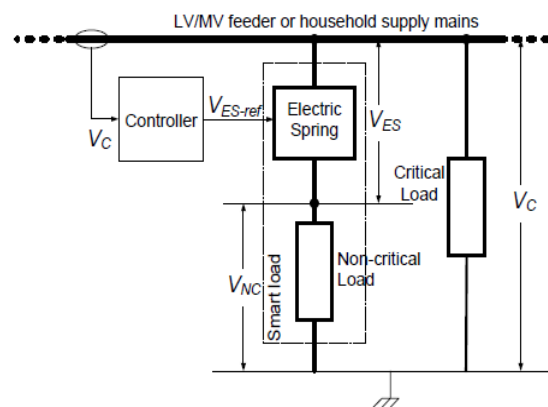 LV/MV feeder or household supply mains
Controller
V_C
V_ES-ref
Electric
Spring
V_ES
Critical
Load
V_C
V_NC
Smart load
Non-critical
Load